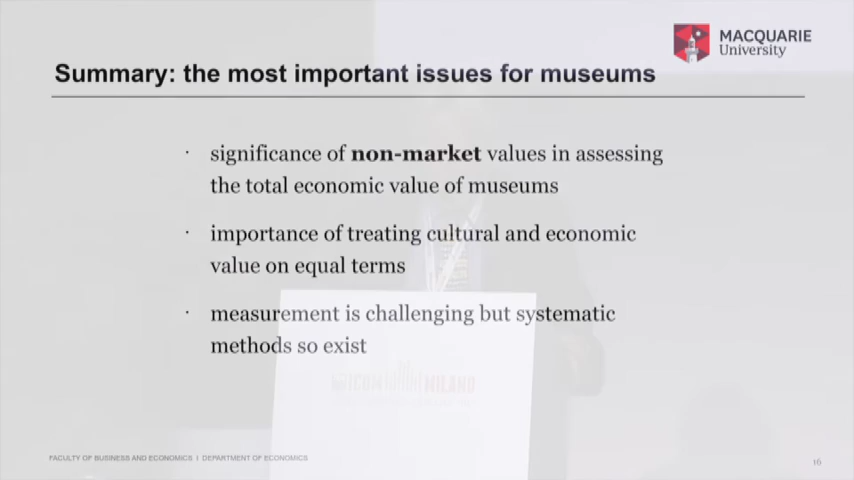 MACQUARIE
University
Summary: the most important issues for museums
· significance of non-market values in assessing
the total economic value of museums
· importance of treating cultural and economic
value on equal terms
· measurement is challenging but systematic
methods so exist
MILANO
FACULTY OF BUSINESS AND ECONOMICS | DEPARTMENT OF ECONOMICS
16